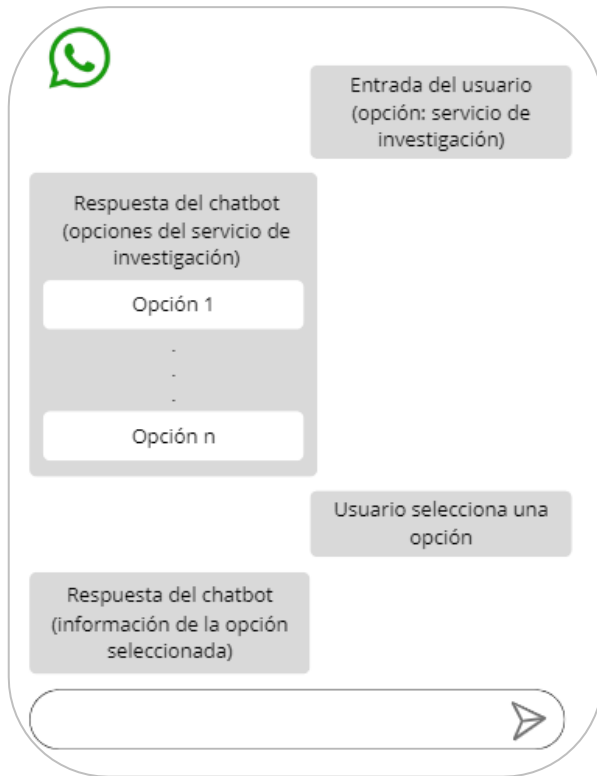 Entrada del usuario
(opción: servicio de
investigación)
Respuesta del chatbot
(opciones del servicio de
investigación)
Opción 1
.
.
.
Opción n
Usuario selecciona una
opción
Respuesta del chatbot
(información de la opción
seleccionada)